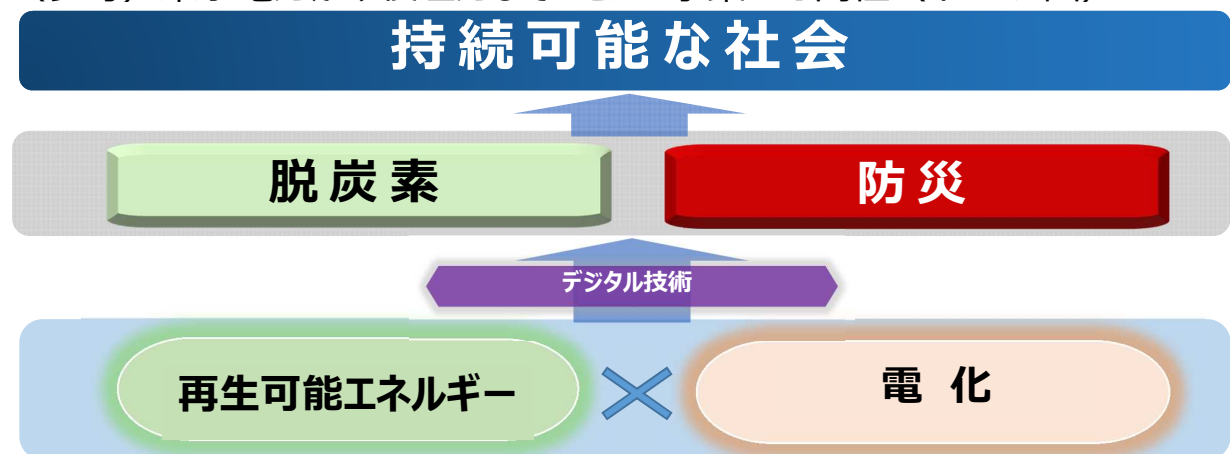 持続可能な社会
脱炭素
防災
デジタル技術
再生可能エネルギー
電化